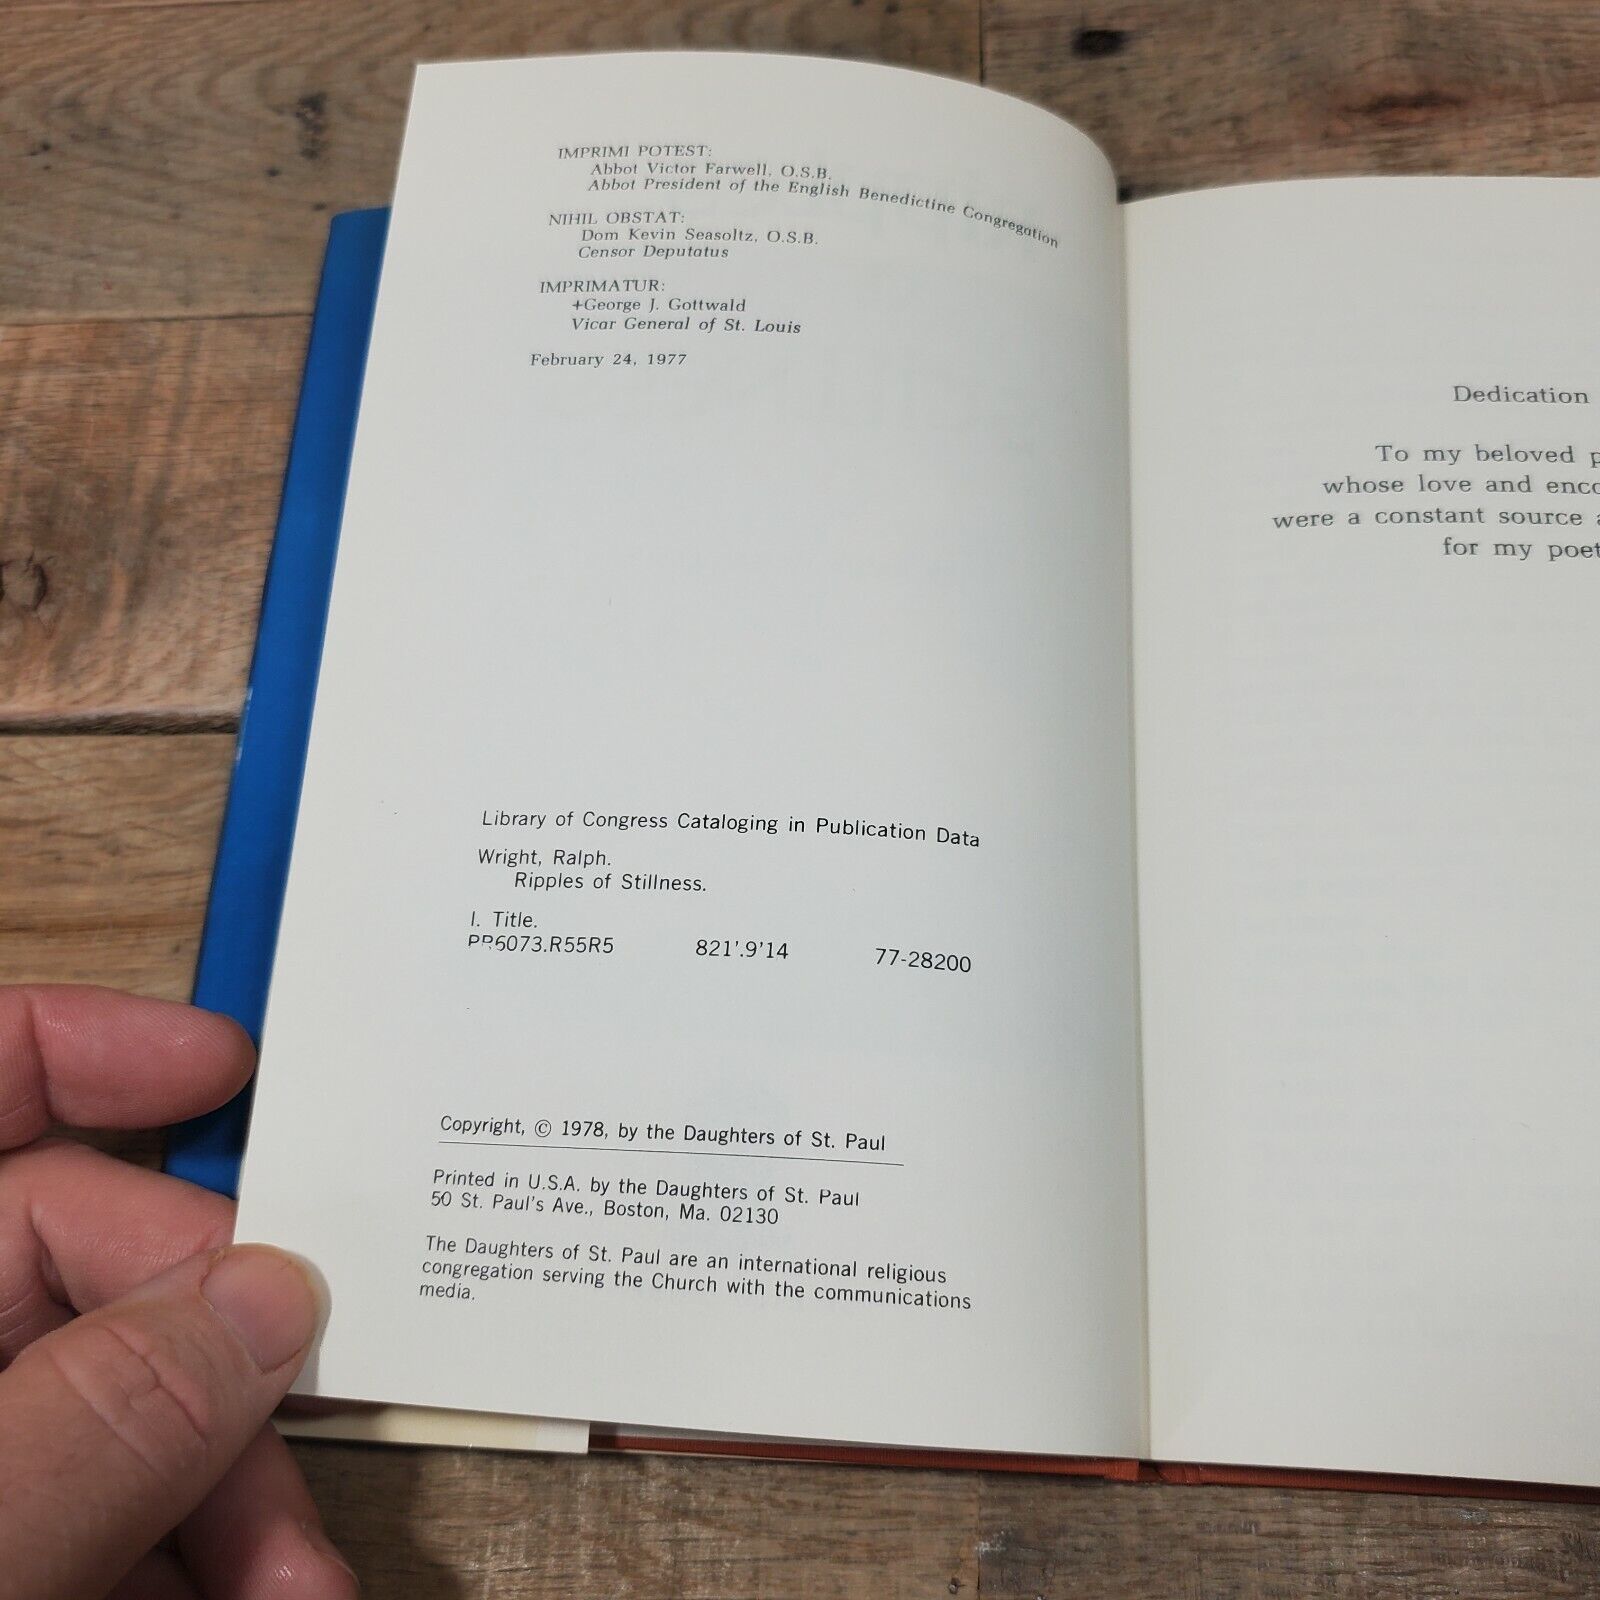 IMPRIMI POTEST:
Abbot Victor Farwell, O.S.B.
Abbot President of the English Benedictine Congregation
NIHIL OBSTAT:
Dom Kevin Seasoltz, O.S.B.
Censor Deputatus
IMPRIMATUR:
+George J. Gottwald
Vicar General of St. Louis
February 24, 1977
Library of Congress Cataloging in Publication Data
Wright, Ralph.
Ripples of Stillness.
I. Title.
PR6073.R55R5 821'.9'14 77-28200
Copyright, © 1978, by the Daughters of St. Paul
Printed in U.S.A. by the Daughters of St. Paul
50 St. Paul's Ave., Boston, Ma. 02130
The Daughters of St. Paul are an international religious
congregation serving the Church with the communications
media.
Dedication
To my beloved
whose love and
were a constant source
for my